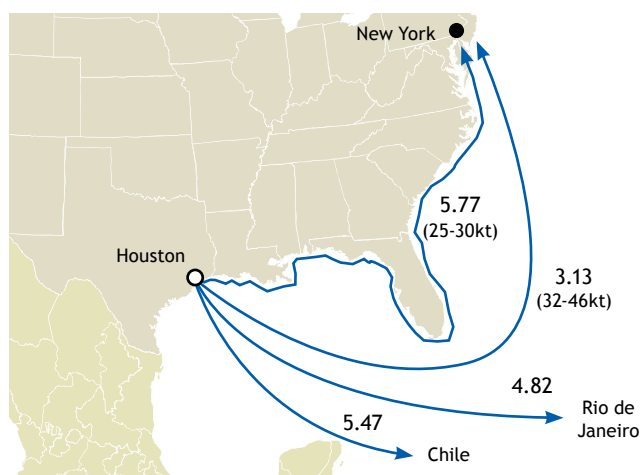 New York
5.77
(25-30kt)
Houston
3.13
(32-46kt)
4.82
Rio de
Janeiro
5.47
Chile